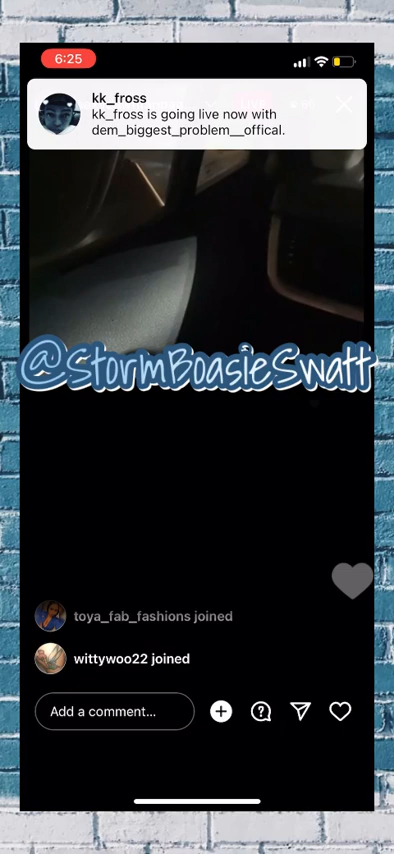 6:25
kk_fross
kk_fross is going live now with
dem_biggest_problem__offical.
@StormBoasieSwatt
toya_fab_fashions joined
wittywoo22 joined
Add a comment...